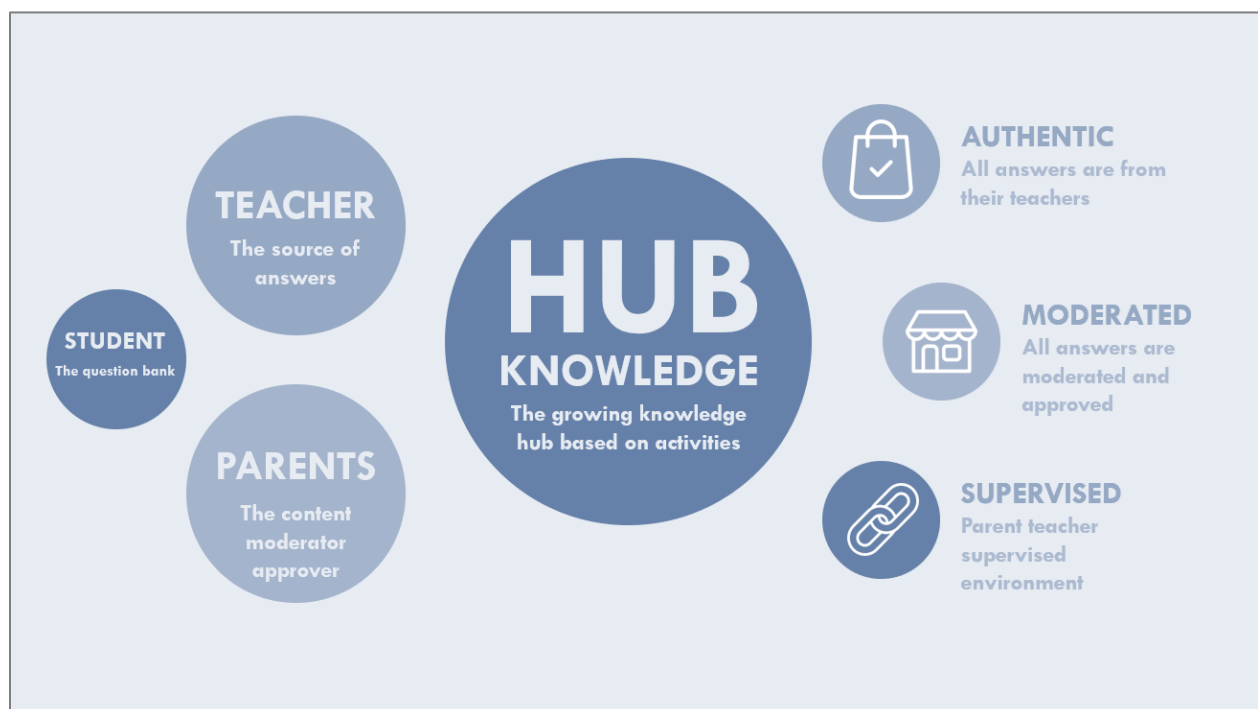 STUDENT
The question bank
TEACHER
The source of
answers
PARENTS
The content
moderator
approver
HUB
KNOWLEDGE
The growing knowledge
hub based on activities
AUTHENTIC
All answers are from
their teachers
MODERATED
All answers are
moderated and
approved
SUPERVISED
Parent teacher
supervised
environment